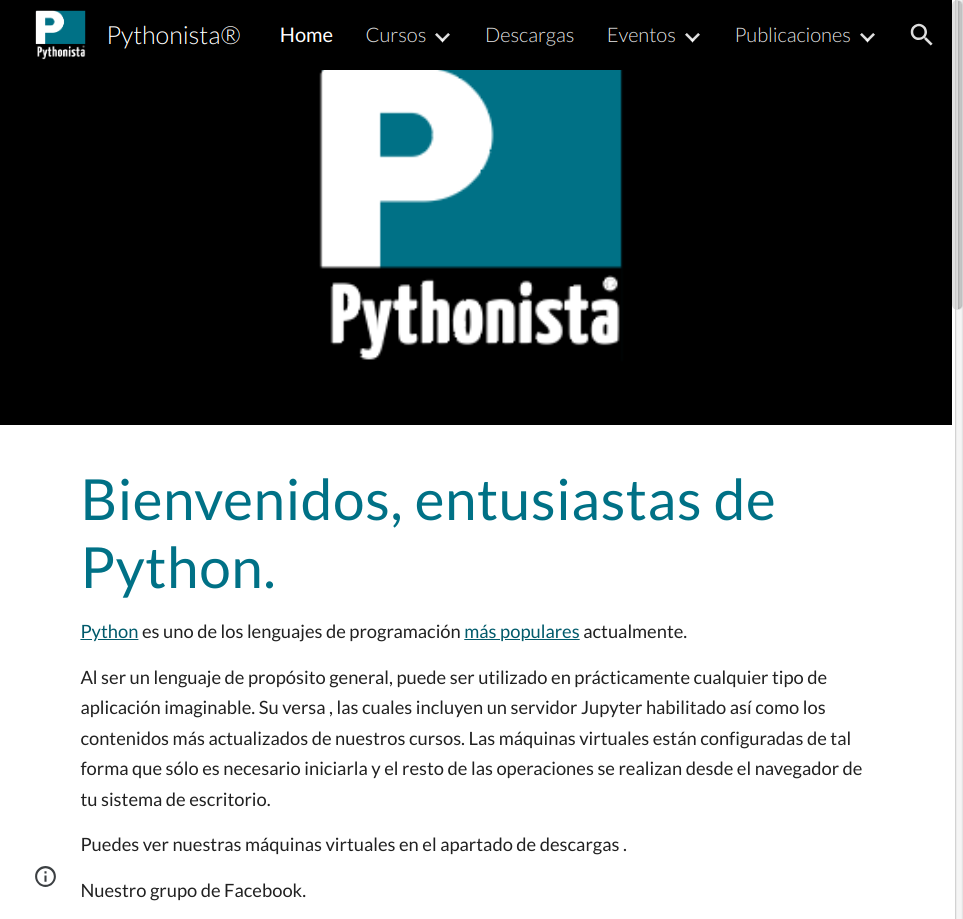 Pythonista
Pythonista® Home Cursos Descargas Eventos Publicaciones
Pythonista®
Bienvenidos, entusiastas de
Python.
Python es uno de los lenguajes de programación más populares actualmente.
Al ser un lenguaje de propósito general, puede ser utilizado en prácticamente cualquier tipo de
aplicación imaginable. Su versa , las cuales incluyen un servidor Jupyter habilitado así como los
contenidos más actualizados de nuestros cursos. Las máquinas virtuales están configuradas de tal
forma que sólo es necesario iniciarla y el resto de las operaciones se realizan desde el navegador de
tu sistema de escritorio.
Puedes ver nuestras máquinas virtuales en el apartado de descargas .
Nuestro grupo de Facebook.